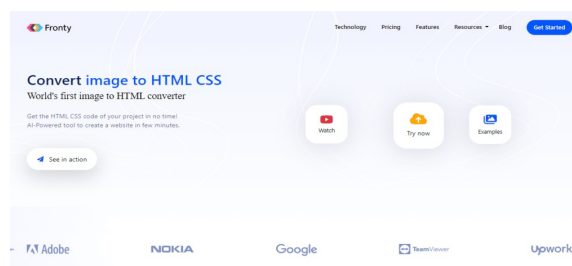 Fronty
Technology Pricing Features Resources Blog Get Started
Convert image to HTML CSS
World's first image to HTML converter
Get the HTML CSS code of your project in no time!
AI-Powered tool to create a website in few minutes.
Watch
Try now
Examples
See in action
Adobe NOKIA Google TeamViewer Upwork